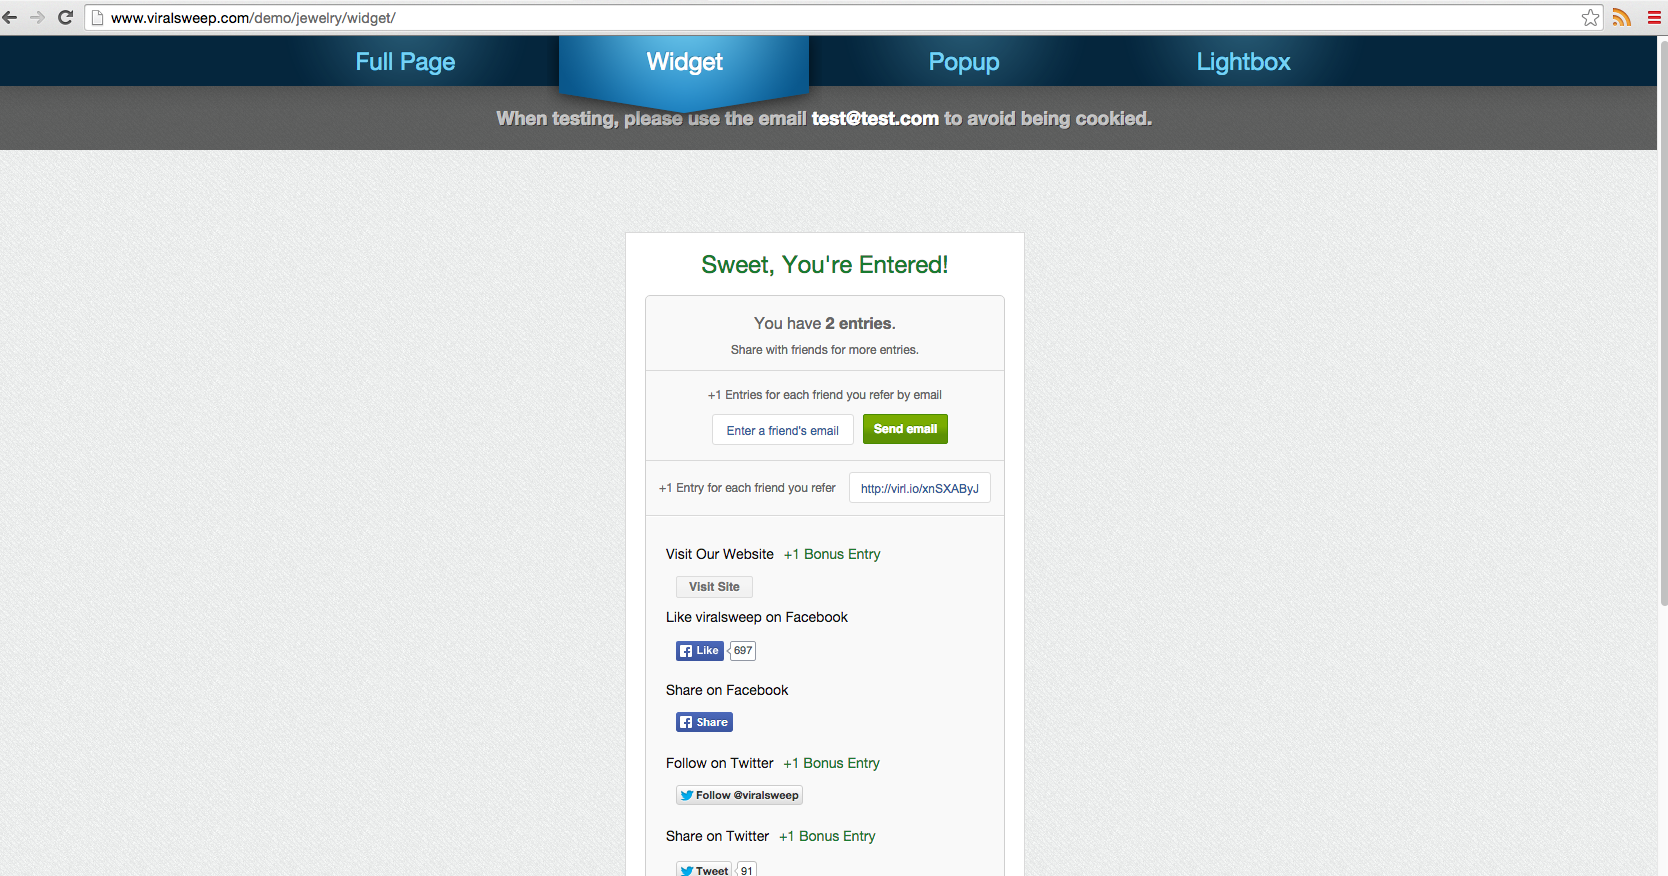 www.viralsweep.com/demo/jewelry/widget/
Full Page Widget Popup Lightbox
When testing, please use the email test@test.com to avoid being cookied.
Sweet, You're Entered!
You have 2 entries.
Share with friends for more entries.
+1 Entries for each friend you refer by email
Enter a friend's email Send email
+1 Entry for each friend you refer http://virl.io/xnSXAByJ
Visit Our Website +1 Bonus Entry
Visit Site
Like viralsweep on Facebook
Like 697
Share on Facebook
Share
Follow on Twitter +1 Bonus Entry
Follow @viralsweep
Share on Twitter +1 Bonus Entry
Tweet 91